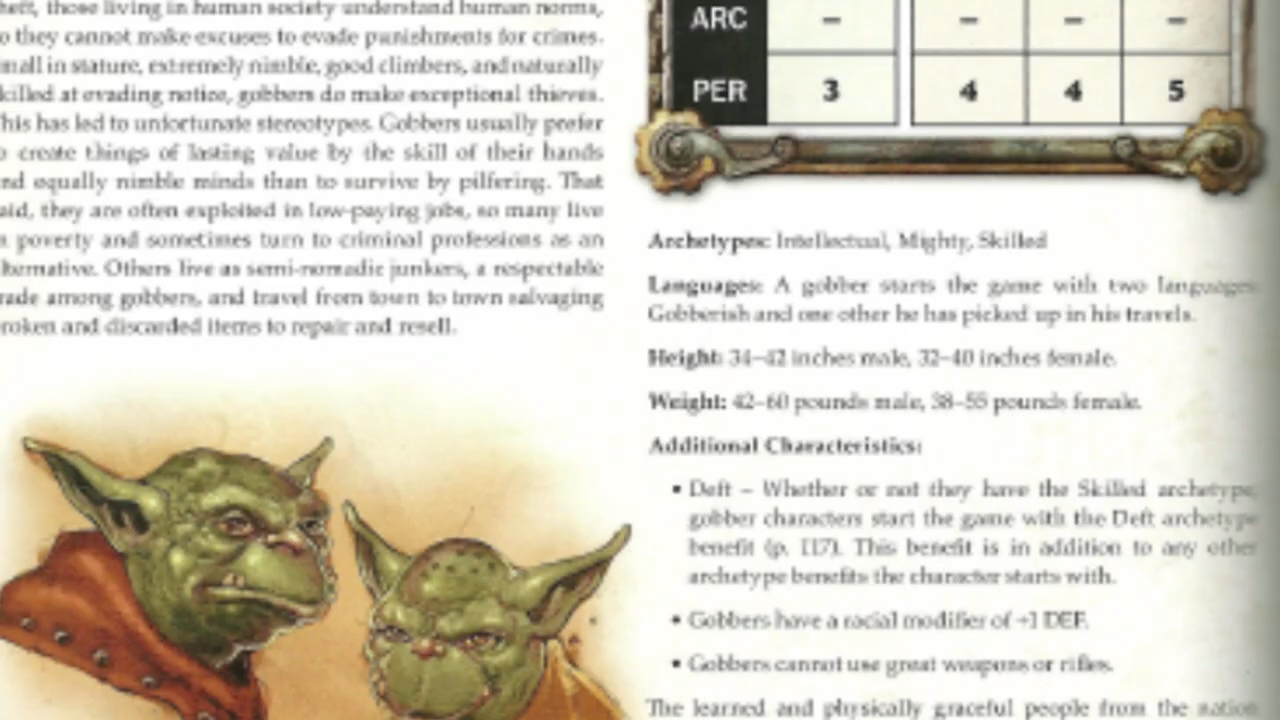 theft, those living in human society understand human norms,
so they cannot make excuses to evade punishments for crimes.
Small in stature, extremely nimble, good climbers, and naturally
skilled at evading notice, gobbers do make exceptional thieves.
This has led to unfortunate stereotypes. Gobbers usually prefer
to create things of lasting value by the skill of their hands
and equally nimble minds than to survive by pilfering. That
said, they are often exploited in low-paying jobs, so many live
in poverty and sometimes turn to criminal professions as an
alternative. Others live as semi-nomadic junkers, a respectable
trade among gobbers, and travel from town to town salvaging
broken and discarded items to repair and resell.
ARC – – – –
PER 3 4 4 5
Archetypes: Intellectual, Mighty, Skilled
Languages: A gobber starts the game with two languages:
Gobberish and one other he has picked up in his travels.
Height: 34–42 inches male, 32–40 inches female.
Weight: 42–60 pounds male, 38–55 pounds female.
Additional Characteristics:
• Deft – Whether or not they have the Skilled archetype,
gobber characters start the game with the Deft archetype
benefit (p. 117). This benefit is in addition to any other
archetype benefits the character starts with.
• Gobbers have a racial modifier of +1 DEF.
• Gobbers cannot use great weapons or rifles.
The learned and physically graceful people from the nation